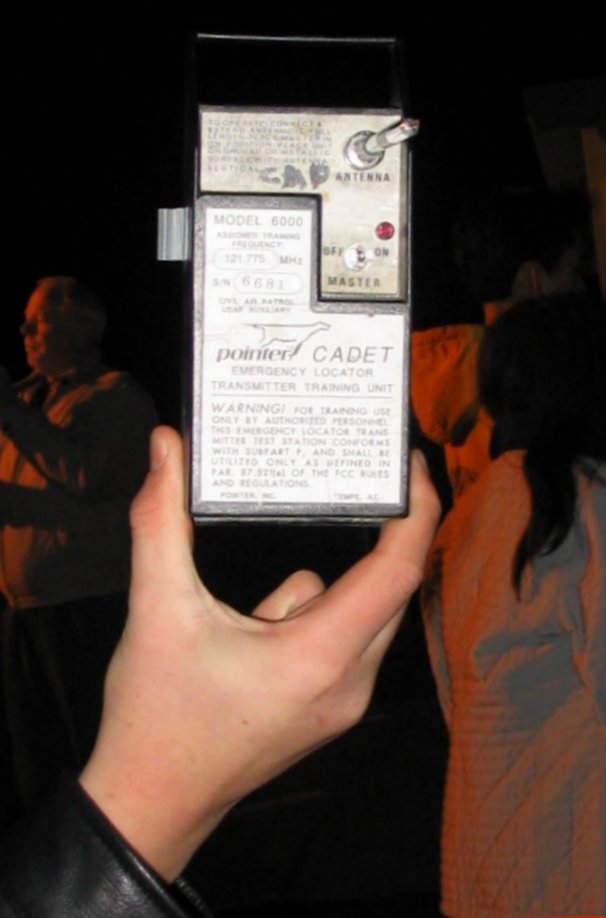 TO OPERATE: CONNECT &
EXTEND ANTENNA TO FULL
LENGTH-PLACE MASTER IN
ON POSITION-PLACE UNIT
ON GROUND OR METALLIC
SURFACE WITH ANTENNA
VERTICAL
CAP
ANTENNA
OFF ON
MASTER
MODEL 6000
ASSIGNED TRAINING
FREQUENCY:
121.775 MHz
S/N 6681
CIVIL AIR PATROL
USAF AUXILIARY
pointer CADET
EMERGENCY LOCATOR
TRANSMITTER TRAINING UNIT
WARNING! FOR TRAINING USE
ONLY BY AUTHORIZED PERSONNEL
THIS EMERGENCY LOCATOR TRANS-
MITTER TEST STATION CONFORMS
WITH SUBPART P, AND SHALL BE
UTILIZED ONLY AS DEFINED IN
PAR. 87.521(a) OF THE FCC RULES
AND REGULATIONS.
POINTER, INC. TEMPE, AZ.